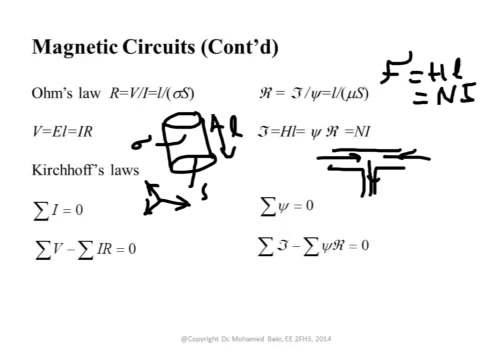 Magnetic Circuits (Cont'd)
F = Hl
= NI
Ohm's law R=V/I=l/(σS)
ℜ = ℑ/ψ=l/(μS)
V=El=IR
σ
l
ℑ=Hl= ψ ℜ =NI
Kirchhoff's laws
S
∑ I = 0
∑ ψ = 0
∑ V − ∑ IR = 0
∑ ℑ − ∑ ψℜ = 0
@Copyright Dr. Mohamed Bakr, EE 2FH3, 2014